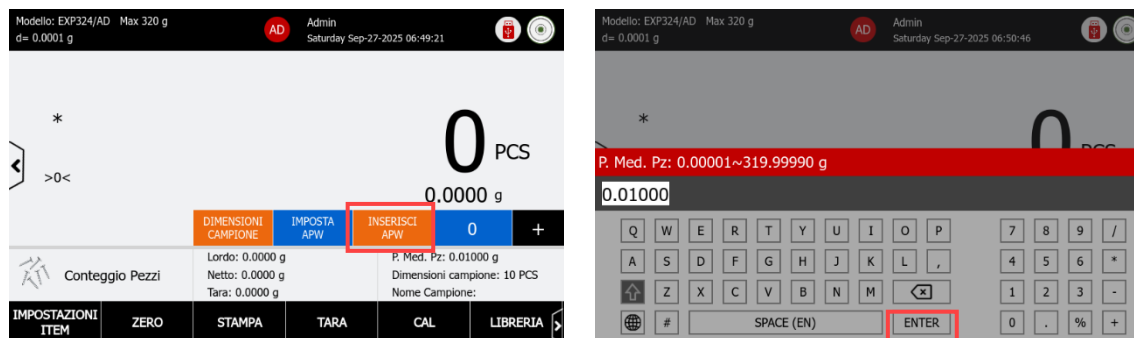 Modello: EXP324/AD Max 320 g
d= 0.0001 g
AD
Admin
Saturday Sep-27-2025 06:49:21
*
0 PCS
>0<
0.0000 g
DIMENSIONI CAMPIONE
IMPOSTA APW
INSERISCI APW
0
+
Conteggio Pezzi
Lordo: 0.0000 g
Netto: 0.0000 g
Tara: 0.0000 g
P. Med. Pz: 0.01000 g
Dimensioni campione: 10 PCS
Nome Campione:
IMPOSTAZIONI ITEM
ZERO
STAMPA
TARA
CAL
LIBRERIA
Modello: EXP324/AD Max 320 g
d= 0.0001 g
AD
Admin
Saturday Sep-27-2025 06:50:46
*
0 PCS
P. Med. Pz: 0.00001~319.99990 g
0.01000
Q W E R T Y U I O P 7 8 9 /
A S D F G H J K L , 4 5 6 *
Z X C V B N M 1 2 3 -
# SPACE (EN) ENTER 0 . % +